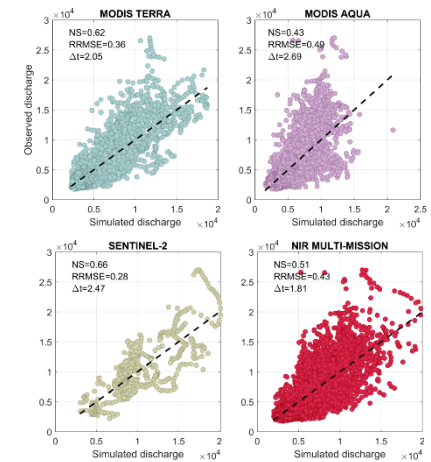 MODIS TERRA
×10⁴
NS=0.62
RRMSE=0.36
Δt=2.05
3
2.5
2
1.5
1
0.5
0
Observed discharge
0 0.5 1 1.5 2
Simulated discharge ×10⁴
MODIS AQUA
×10⁴
NS=0.43
RRMSE=0.49
Δt=2.69
3
2.5
2
1.5
1
0.5
0
0.5 1 1.5 2 2.5
Simulated discharge ×10⁴
SENTINEL-2
×10⁴
NS=0.66
RRMSE=0.28
Δt=2.47
3
2.5
2
1.5
1
0.5
0
0 0.5 1 1.5 2
Simulated discharge
×10⁴
NIR MULTI-MISSION
×10⁴
NS=0.51
RRMSE=0.43
Δt=1.81
3
2.5
2
1.5
1
0.5
0
0 0.5 1 1.5 2
Simulated discharge
×10⁴